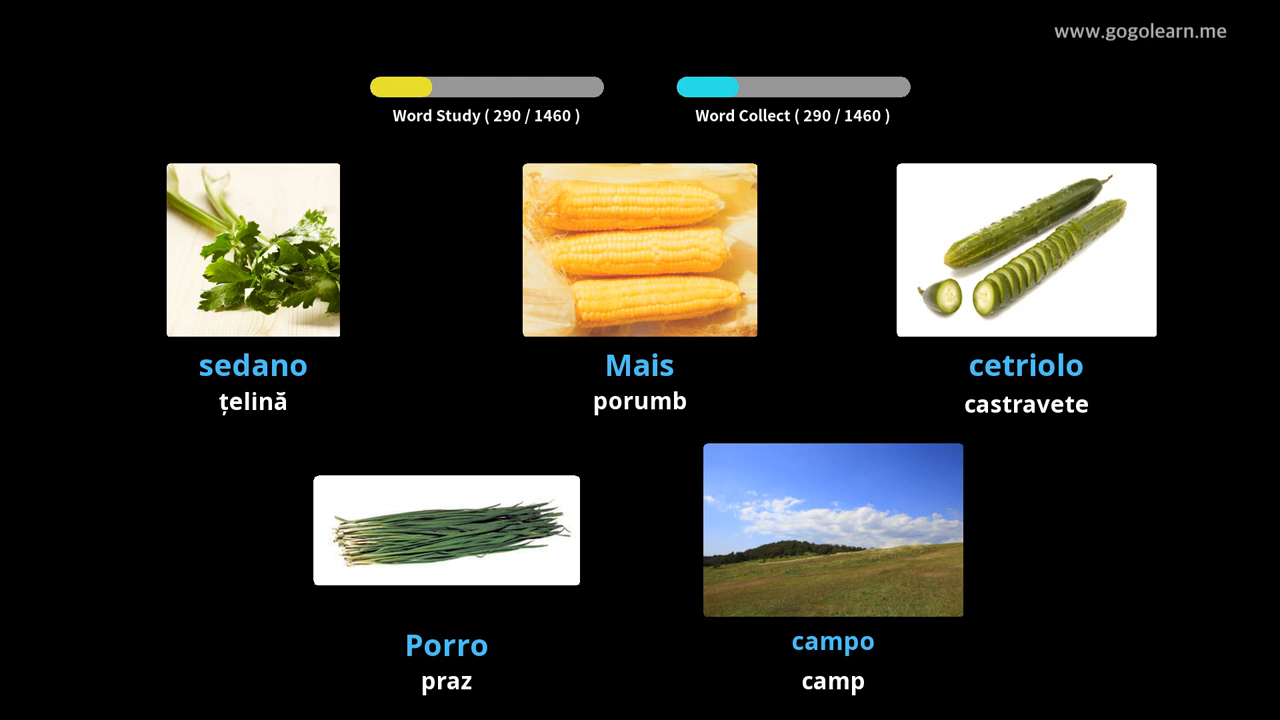 www.gogolearn.me
Word Study ( 290 / 1460 )
Word Collect ( 290 / 1460 )
sedano
țelină
Mais
porumb
cetriolo
castravete
Porro
praz
campo
camp